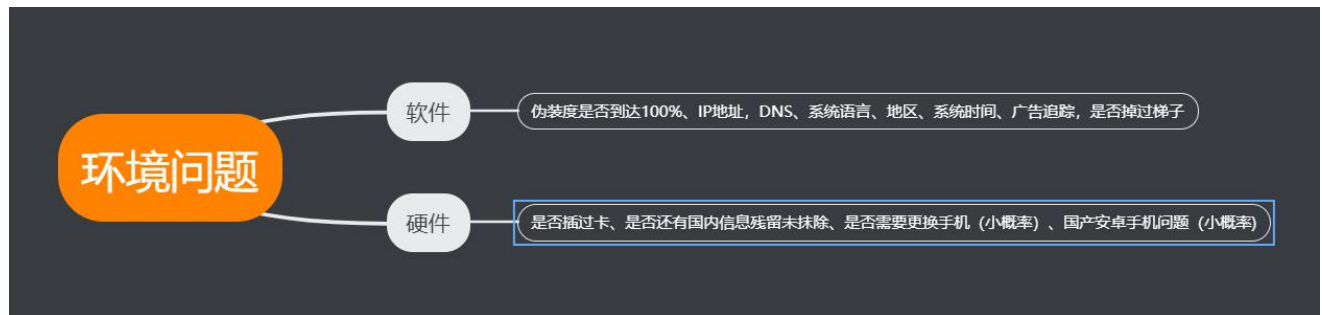 环境问题
软件
伪装度是否到达100%、IP地址，DNS、系统语言、地区、系统时间、广告追踪，是否掉过梯子
硬件
是否插过卡、是否还有国内信息残留未抹除、是否需要更换手机（小概率）、国产安卓手机问题（小概率)